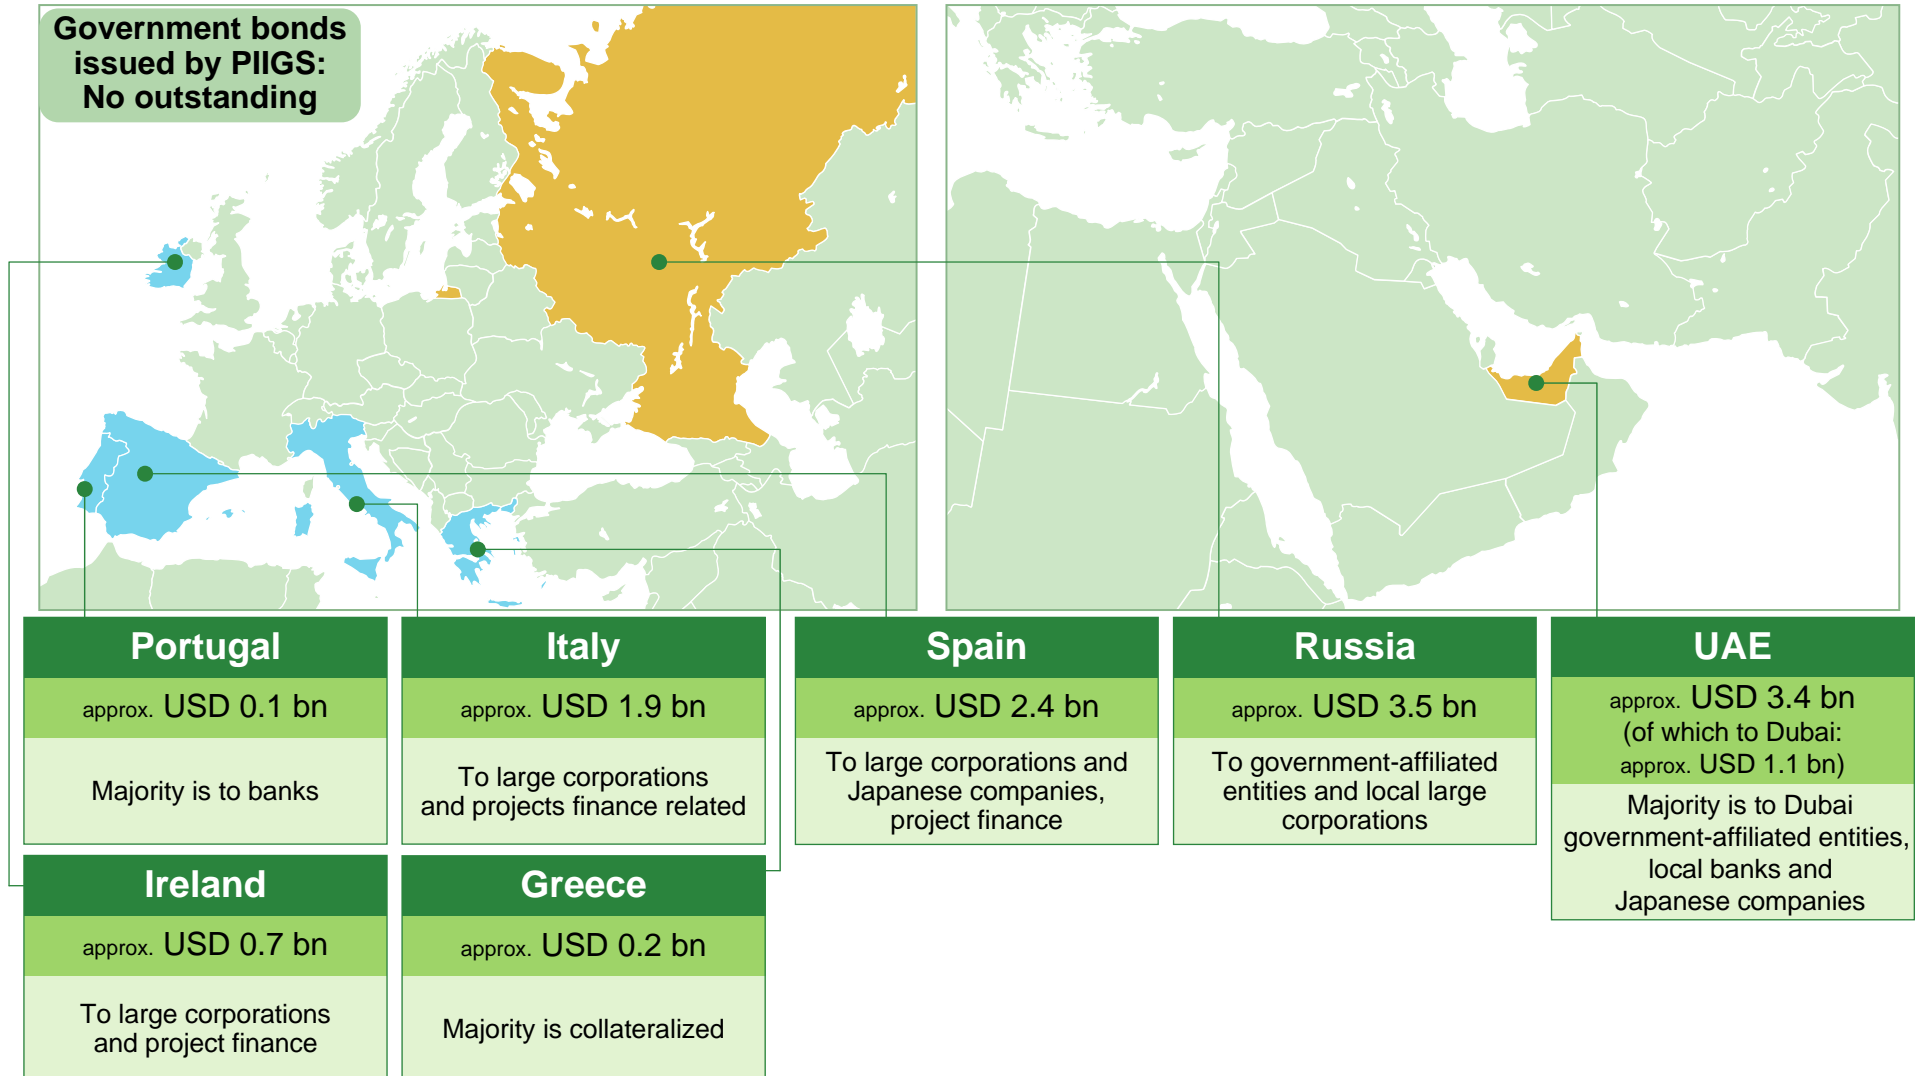 Government bonds
issued by PIIGS:
No outstanding
Portugal
approx. USD 0.1 bn
Majority is to banks
Italy
approx. USD 1.9 bn
To large corporations
and projects finance related
Spain
approx. USD 2.4 bn
To large corporations and
Japanese companies,
project finance
Russia
approx. USD 3.5 bn
To government-affiliated
entities and local large
corporations
UAE
approx. USD 3.4 bn
(of which to Dubai:
approx. USD 1.1 bn)
Majority is to Dubai
government-affiliated entities,
local banks and
Japanese companies
Ireland
approx. USD 0.7 bn
To large corporations
and project finance
Greece
approx. USD 0.2 bn
Majority is collateralized